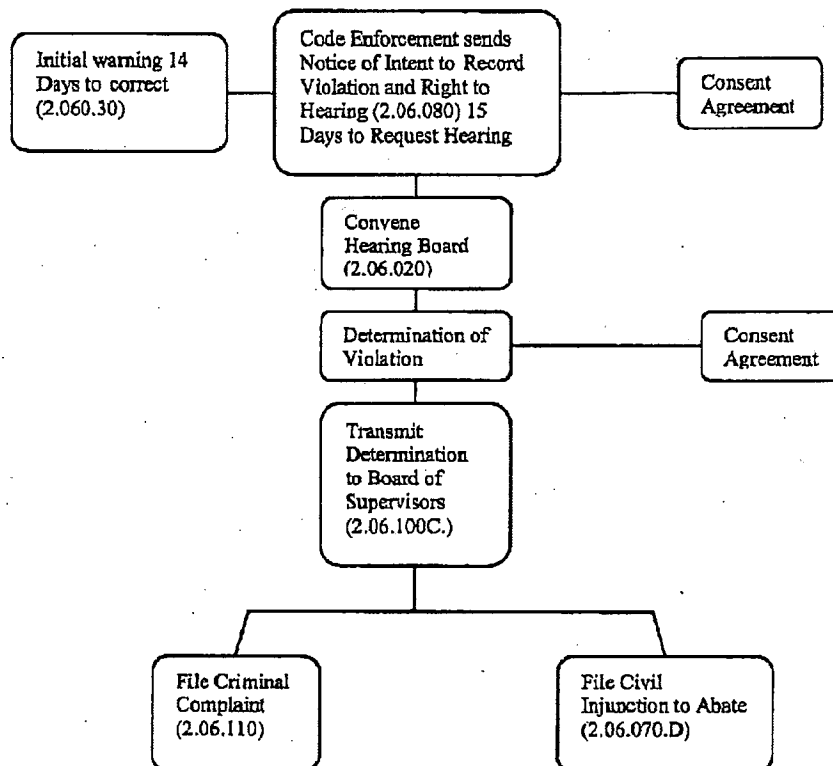 Initial warning 14
Days to correct
(2.060.30)
Code Enforcement sends
Notice of Intent to Record
Violation and Right to
Hearing (2.06.080) 15
Days to Request Hearing
Consent
Agreement
Convene
Hearing Board
(2.06.020)
Determination of
Violation
Consent
Agreement
Transmit
Determination
to Board of
Supervisors
(2.06.100C.)
File Criminal
Complaint
(2.06.110)
File Civil
Injunction to Abate
(2.06.070.D)